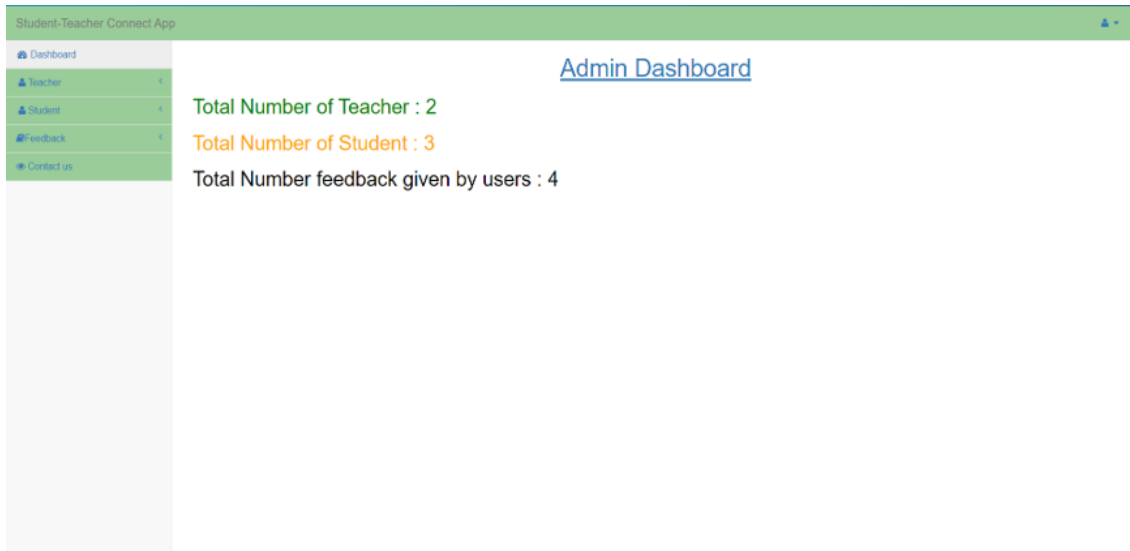 Student-Teacher Connect App
Dashboard
Teacher
Student
Feedback
Contact us
Admin Dashboard
Total Number of Teacher : 2
Total Number of Student : 3
Total Number feedback given by users : 4